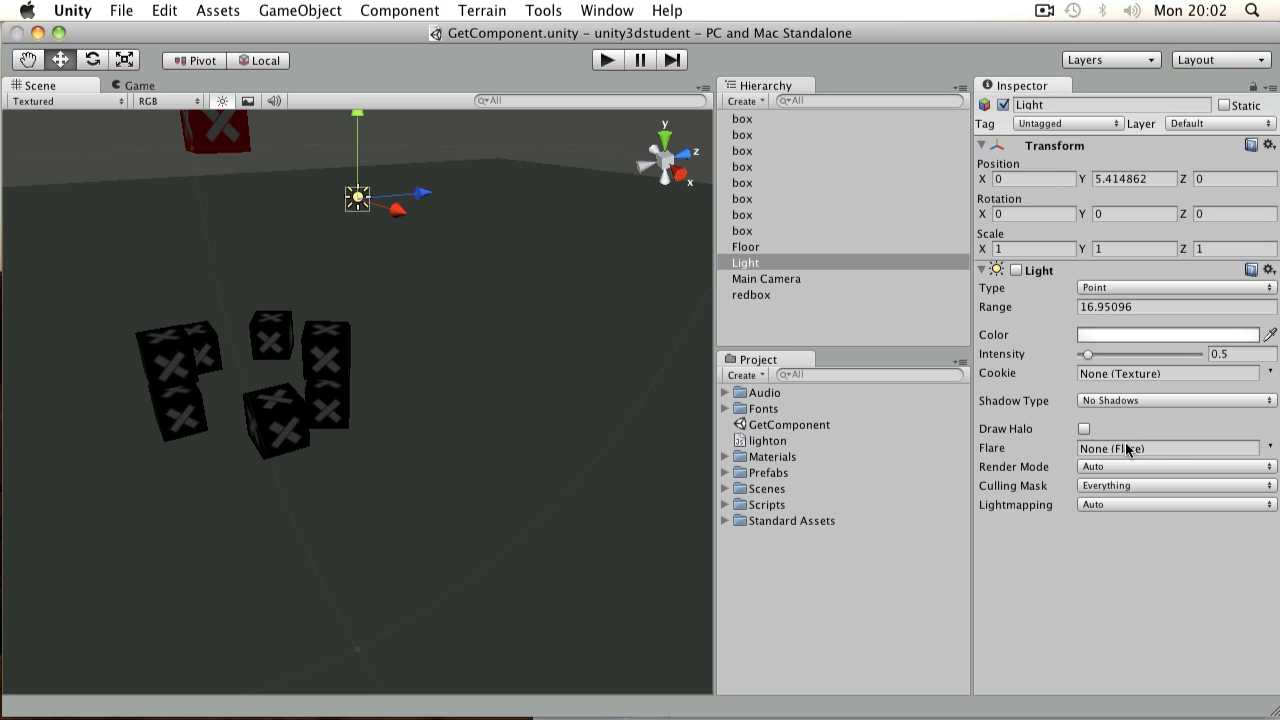 Unity File Edit Assets GameObject Component Terrain Tools Window Help Mon 20:02
GetComponent.unity – unity3dstudent – PC and Mac Standalone
Pivot Local Layers Layout
Scene Game
Textured RGB All
y
z
x
Hierarchy
Create All
box
box
box
box
box
box
box
box
Floor
Light
Main Camera
redbox
Project
Create All
Audio
Fonts
GetComponent
lighton
Materials
Prefabs
Scenes
Scripts
Standard Assets
Inspector
Light Static
Tag Untagged Layer Default
Transform
Position
X 0 Y 5.414862 Z 0
Rotation
X 0 Y 0 Z 0
Scale
X 1 Y 1 Z 1
Light
Type Point
Range 16.95096
Color
Intensity 0.5
Cookie None (Texture)
Shadow Type No Shadows
Draw Halo
Flare None (Flare)
Render Mode Auto
Culling Mask Everything
Lightmapping Auto